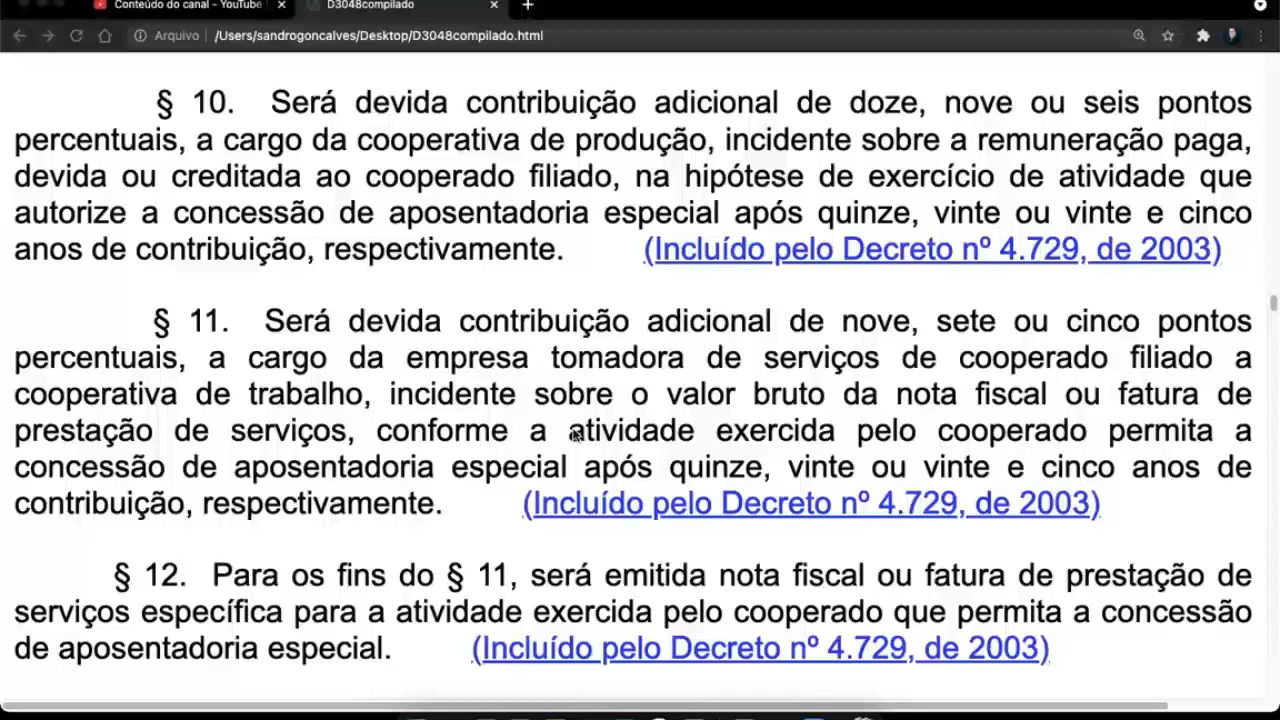 Conteúdo do canal - YouTube
D3048compilado
Arquivo /Users/sandrogoncalves/Desktop/D3048compilado.html
§ 10. Será devida contribuição adicional de doze, nove ou seis pontos
percentuais, a cargo da cooperativa de produção, incidente sobre a remuneração paga,
devida ou creditada ao cooperado filiado, na hipótese de exercício de atividade que
autorize a concessão de aposentadoria especial após quinze, vinte ou vinte e cinco
anos de contribuição, respectivamente. (Incluído pelo Decreto nº 4.729, de 2003)
§ 11. Será devida contribuição adicional de nove, sete ou cinco pontos
percentuais, a cargo da empresa tomadora de serviços de cooperado filiado a
cooperativa de trabalho, incidente sobre o valor bruto da nota fiscal ou fatura de
prestação de serviços, conforme a atividade exercida pelo cooperado permita a
concessão de aposentadoria especial após quinze, vinte ou vinte e cinco anos de
contribuição, respectivamente. (Incluído pelo Decreto nº 4.729, de 2003)
§ 12. Para os fins do § 11, será emitida nota fiscal ou fatura de prestação de
serviços específica para a atividade exercida pelo cooperado que permita a concessão
de aposentadoria especial. (Incluído pelo Decreto nº 4.729, de 2003)